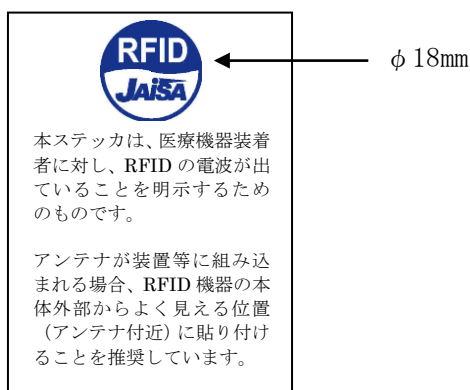 RFID
JAISA
φ18mm
本ステッカは、医療機器装着
者に対し、RFID の電波が出
ていることを明示するため
のものです。
アンテナが装置等に組み込
まれる場合、RFID 機器の本
体外部からよく見える位置
（アンテナ付近）に貼り付け
ることを推奨しています。